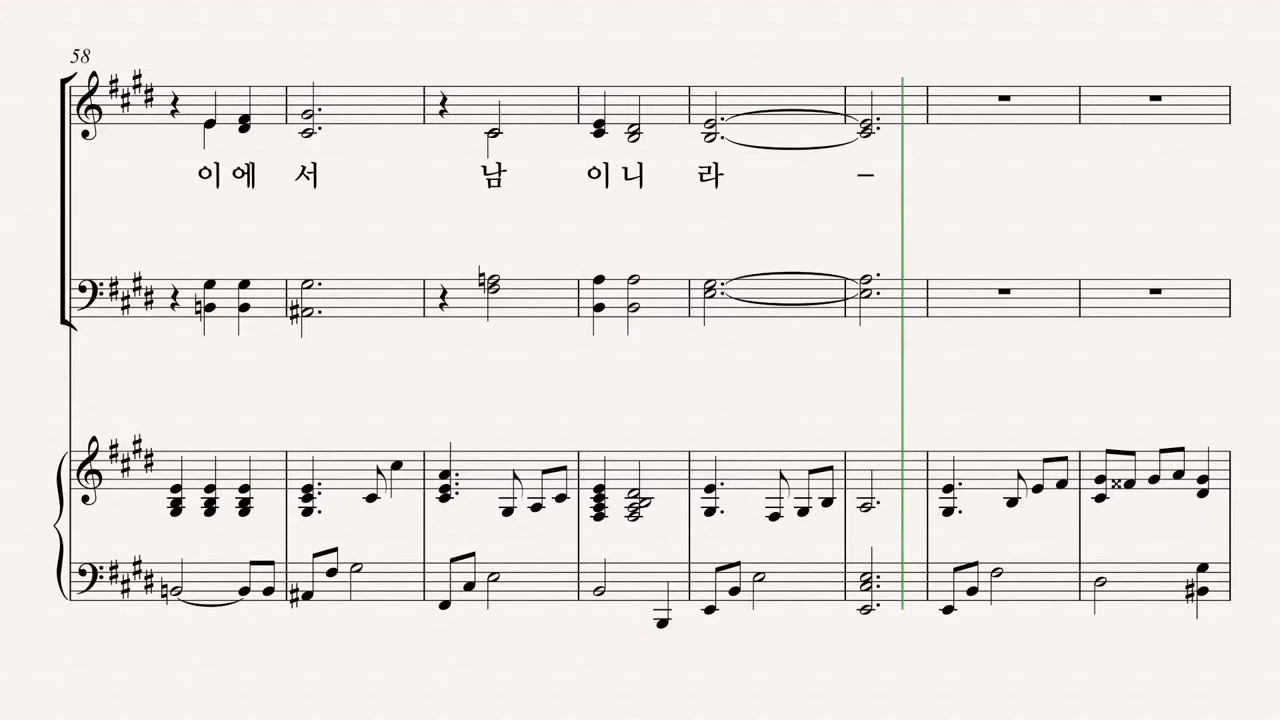 58
이 에 서 남 이 니 라 –